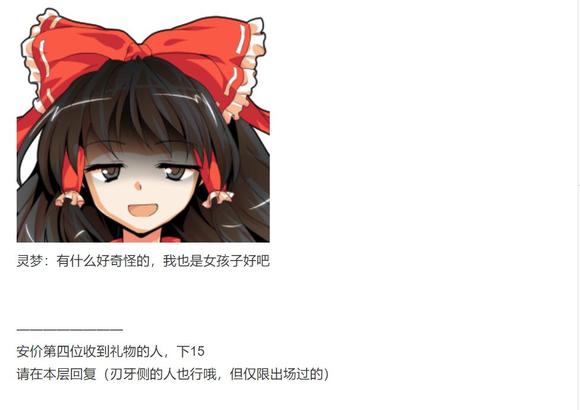 灵梦：有什么好奇怪的，我也是女孩子好吧
————————
安价第四位收到礼物的人，下15
请在本层回复（刃牙侧的人也行哦，但仅限出场过的）